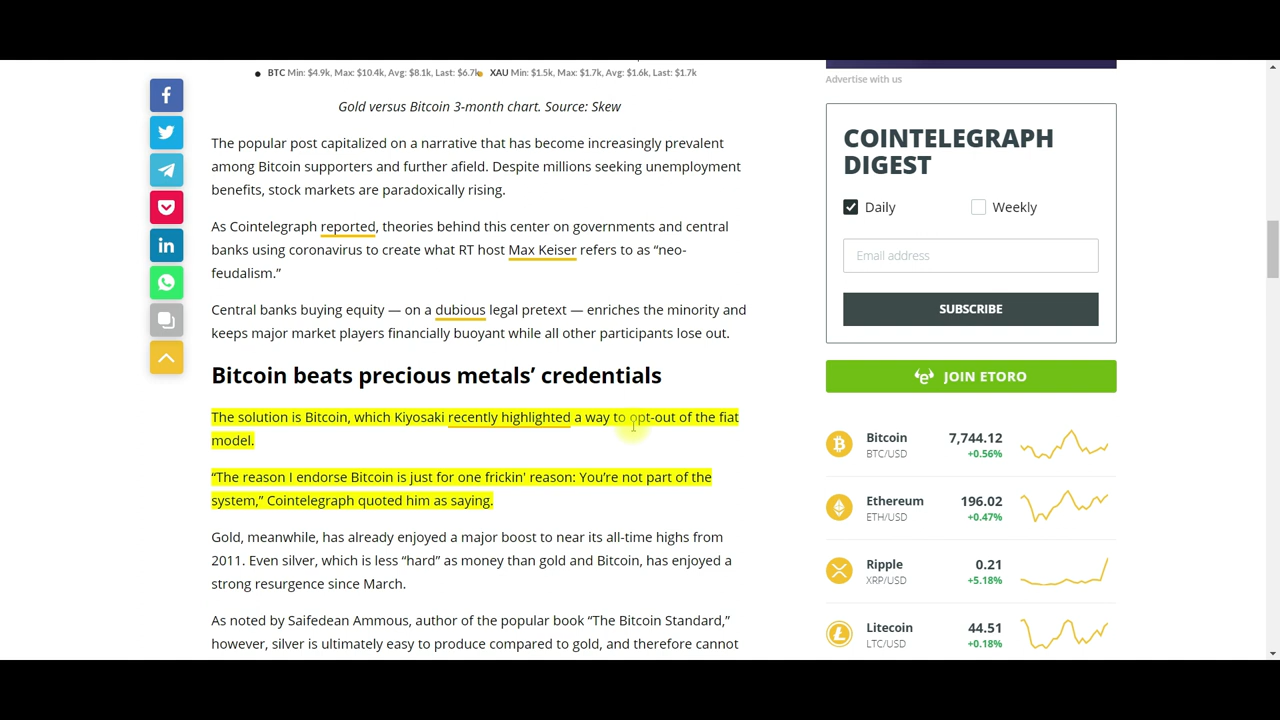 BTC Min: $4.9k, Max: $10.4k, Avg: $8.1k, Last: $6.7k XAU Min: $1.5k, Max: $1.7k, Avg: $1.6k, Last: $1.7k
Gold versus Bitcoin 3-month chart. Source: Skew
The popular post capitalized on a narrative that has become increasingly prevalent
among Bitcoin supporters and further afield. Despite millions seeking unemployment
benefits, stock markets are paradoxically rising.
As Cointelegraph reported, theories behind this center on governments and central
banks using coronavirus to create what RT host Max Keiser refers to as “neo-
feudalism.”
Central banks buying equity — on a dubious legal pretext — enriches the minority and
keeps major market players financially buoyant while all other participants lose out.
Bitcoin beats precious metals’ credentials
The solution is Bitcoin, which Kiyosaki recently highlighted a way to opt-out of the fiat
model.
“The reason I endorse Bitcoin is just for one frickin' reason: You’re not part of the
system,” Cointelegraph quoted him as saying.
Gold, meanwhile, has already enjoyed a major boost to near its all-time highs from
2011. Even silver, which is less “hard” as money than gold and Bitcoin, has enjoyed a
strong resurgence since March.
As noted by Saifedean Ammous, author of the popular book “The Bitcoin Standard,”
however, silver is ultimately easy to produce compared to gold, and therefore cannot
Advertise with us
COINTELEGRAPH
DIGEST
Daily
Weekly
Email address
SUBSCRIBE
JOIN ETORO
Bitcoin 7,744.12
BTC/USD +0.56%
Ethereum 196.02
ETH/USD +0.47%
Ripple 0.21
XRP/USD +5.18%
Litecoin 44.51
LTC/USD +0.18%